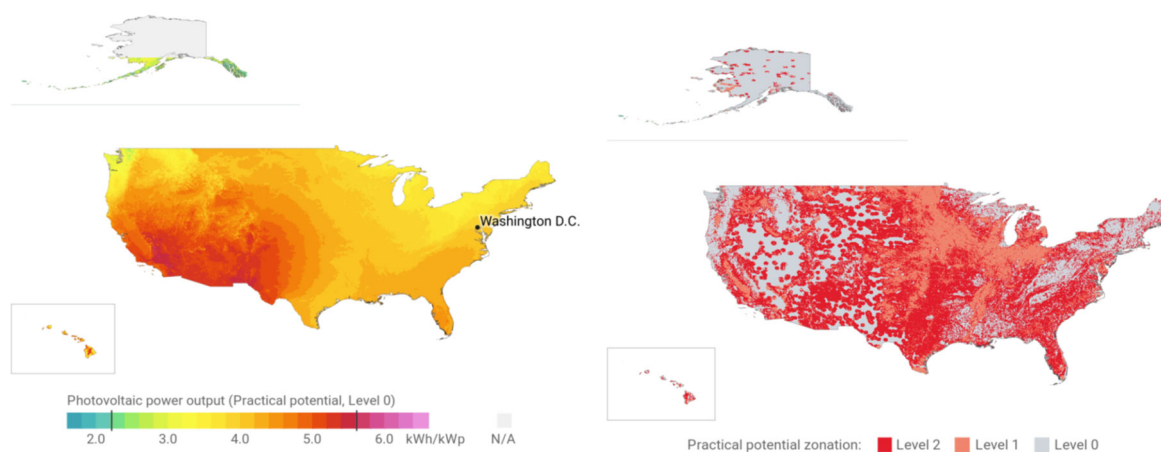 Washington D.C.
Photovoltaic power output (Practical potential, Level 0)
2.0 3.0 4.0 5.0 6.0 kWh/kWp N/A
Practical potential zonation: Level 2 Level 1 Level 0